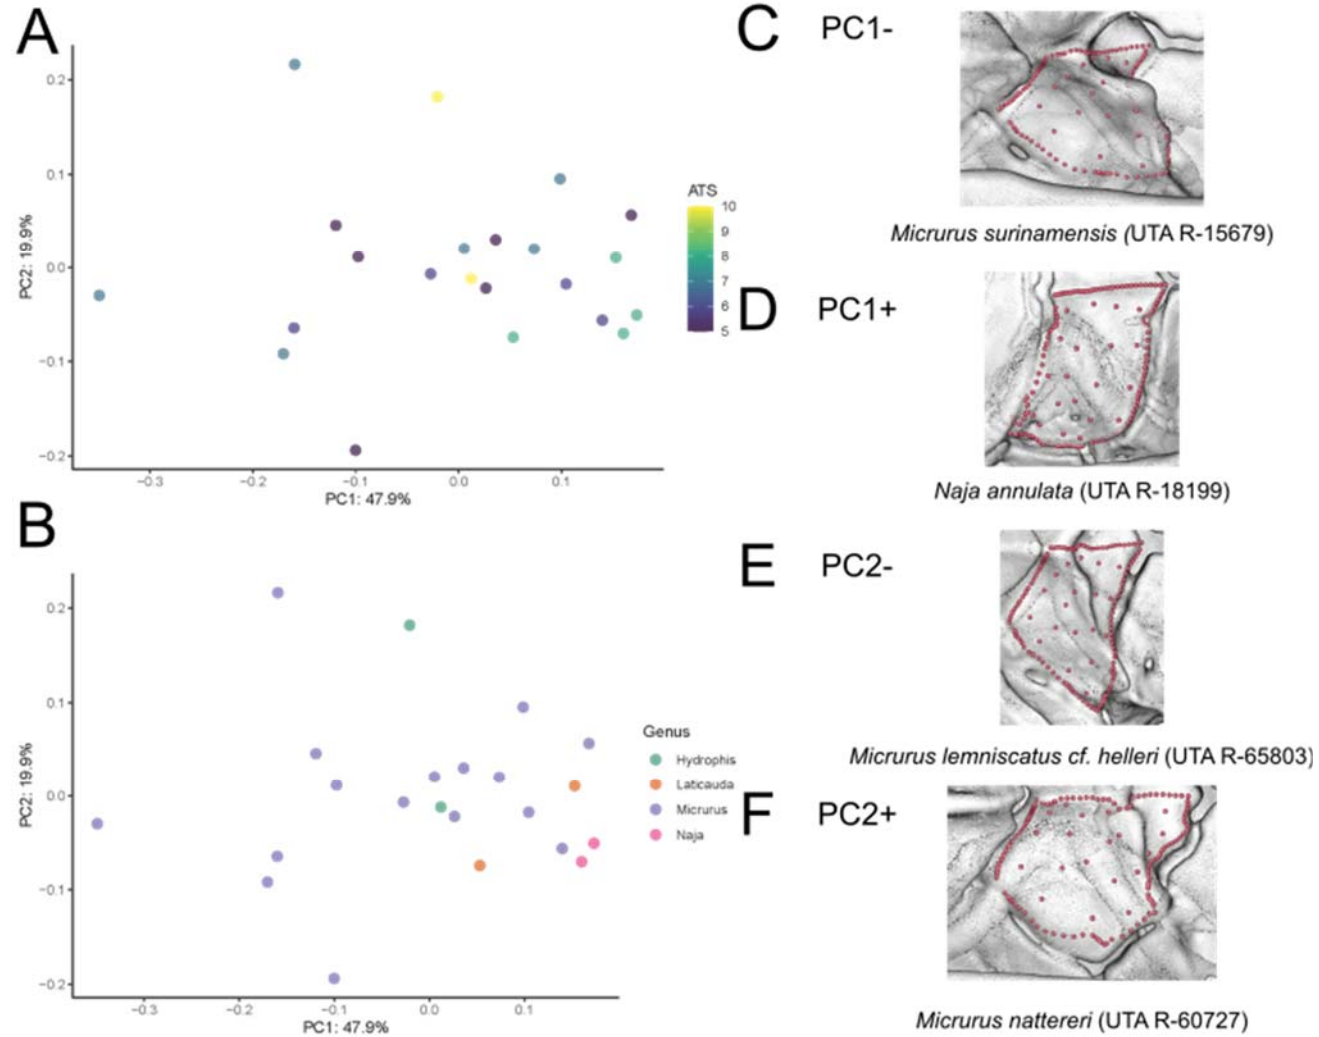 A
0.2
0.1
0.0
−0.1
−0.2
PC2: 19.9%
−0.3
−0.2
−0.1
0.0
0.1
PC1: 47.9%
ATS
10
9
8
7
6
5
B
0.2
0.1
0.0
−0.1
−0.2
PC2: 19.9%
−0.3
−0.2
−0.1
0.0
0.1
PC1: 47.9%
Genus
Hydrophis
Laticauda
Micrurus
Naja
C
PC1-
Micrurus surinamensis (UTA R-15679)
D
PC1+
Naja annulata (UTA R-18199)
E
PC2-
Micrurus lemniscatus cf. helleri (UTA R-65803)
F
PC2+
Micrurus nattereri (UTA R-60727)